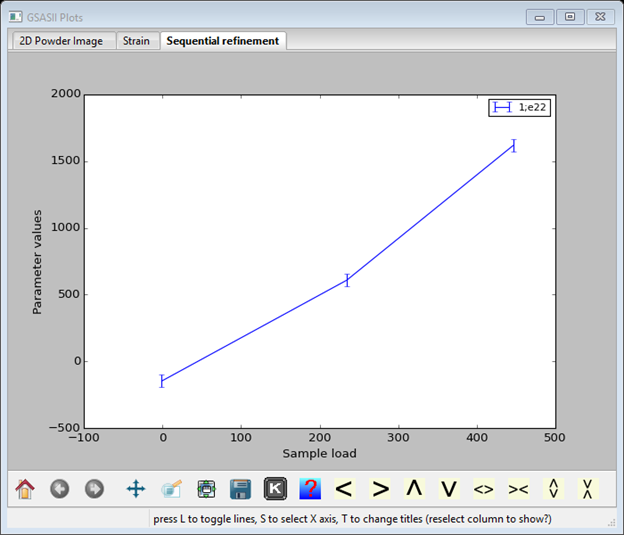 GSASII Plots
2D Powder Image Strain Sequential refinement
2000
1;e22
1500
1000
500
0
−500
Parameter values
−100 0 100 200 300 400 500
Sample load
K ? < > Λ V <> ><
press L to toggle lines, S to select X axis, T to change titles (reselect column to show?)